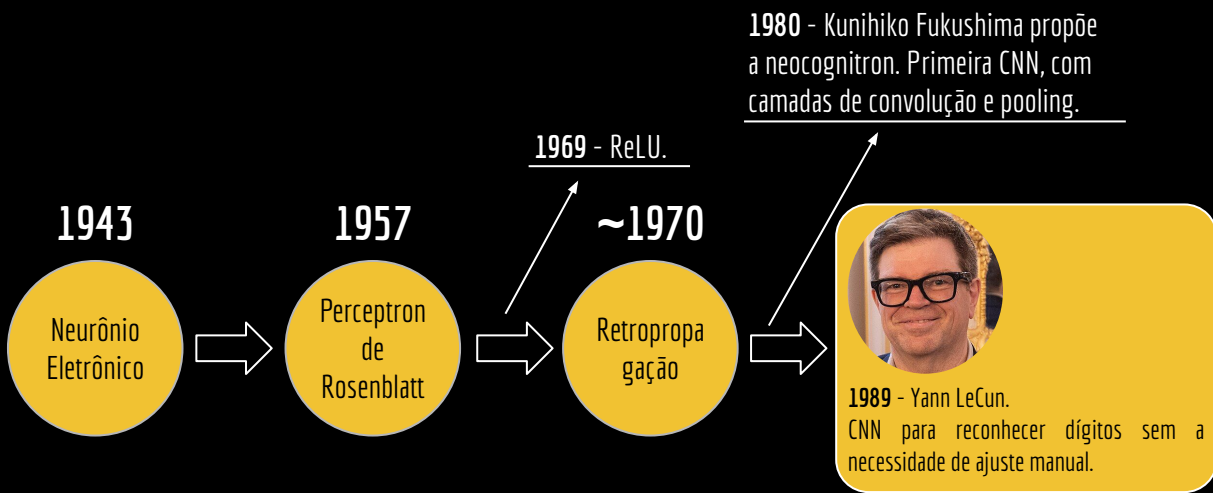 1980 - Kunihiko Fukushima propõe
a neocognitron. Primeira CNN, com
camadas de convolução e pooling.
1969 - ReLU.
1943
1957
~1970
Neurônio
Eletrônico
Perceptron
de
Rosenblatt
Retropropa
gação
1989 - Yann LeCun.
CNN para reconhecer dígitos sem a
necessidade de ajuste manual.